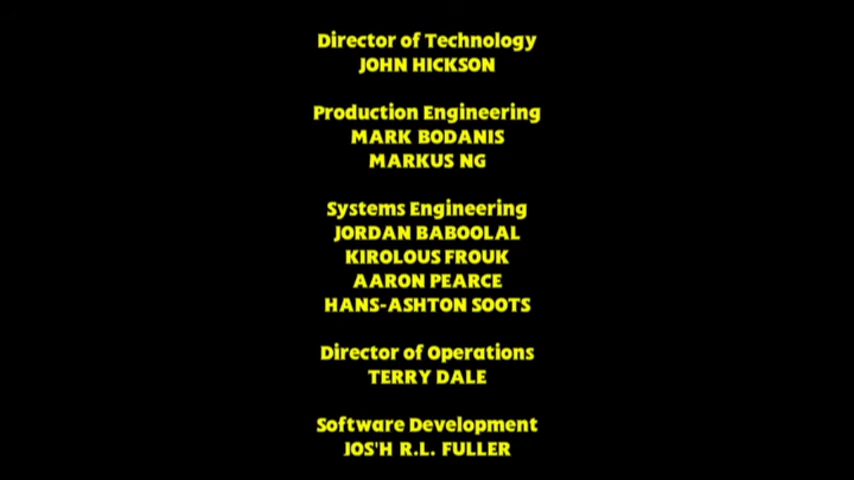 Director of Technology
JOHN HICKSON
Production Engineering
MARK BODANIS
MARKUS NG
Systems Engineering
JORDAN BABOOLAL
KIROLOUS FROUK
AARON PEARCE
HANS-ASHTON SOOTS
Director of Operations
TERRY DALE
Software Development
JOS'H R.L. FULLER